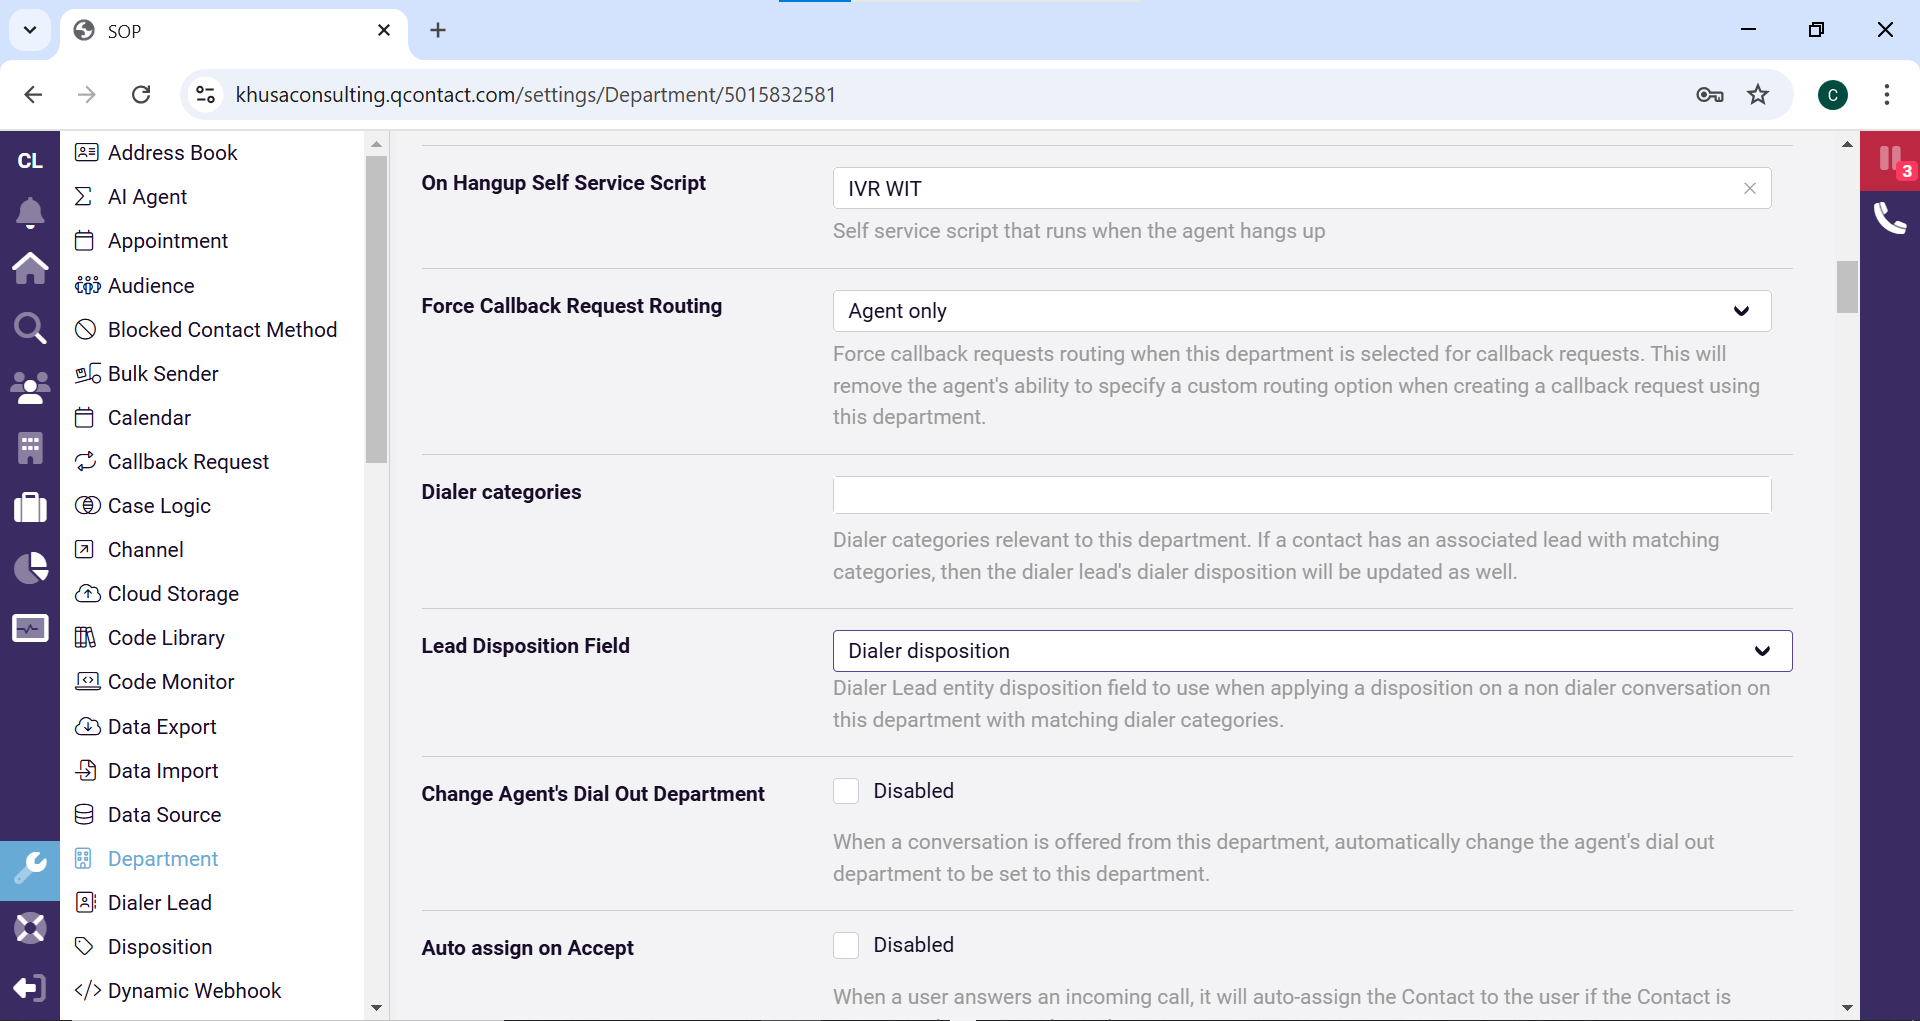 SOP
khusaconsulting.qcontact.com/settings/Department/5015832581
C
CL
3
Address Book
AI Agent
Appointment
Audience
Blocked Contact Method
Bulk Sender
Calendar
Callback Request
Case Logic
Channel
Cloud Storage
Code Library
Code Monitor
Data Export
Data Import
Data Source
Department
Dialer Lead
Disposition
Dynamic Webhook
On Hangup Self Service Script
IVR WIT
Self service script that runs when the agent hangs up
Force Callback Request Routing
Agent only
Force callback requests routing when this department is selected for callback requests. This will
remove the agent's ability to specify a custom routing option when creating a callback request using
this department.
Dialer categories
Dialer categories relevant to this department. If a contact has an associated lead with matching
categories, then the dialer lead's dialer disposition will be updated as well.
Lead Disposition Field
Dialer disposition
Dialer Lead entity disposition field to use when applying a disposition on a non dialer conversation on
this department with matching dialer categories.
Change Agent's Dial Out Department
Disabled
When a conversation is offered from this department, automatically change the agent's dial out
department to be set to this department.
Auto assign on Accept
Disabled
When a user answers an incoming call, it will auto-assign the Contact to the user if the Contact is